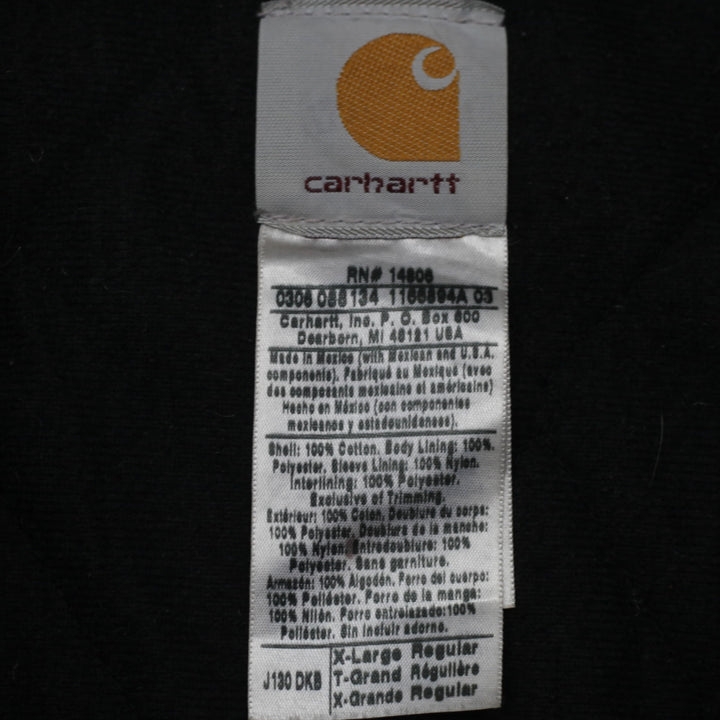 carhartt
RN# 14806
0306 088134 1166894A 03
Carhartt, Inc. P. O. Box 600
Dearborn, MI 48121 USA
Made in Mexico (with Mexican and U.S.A.
components). Fabriqué au Mexique (avec
des composants mexicains et américains)
Hecho en México (con componentes
mexicanos y estadounidenses).
Shell: 100% Cotton. Body Lining: 100%.
Polyester, Sleeve Lining: 100% Nylon.
Interlining: 100% Polyester.
Exclusive of Trimming.
Extérieur: 100% Coton, Doublure du corps:
100% Polyester, Doublure de la manche:
100% Nylon, Entredoublure: 100%
Polyester. Sans garniture.
Armazón: 100% Algodón. Forro del cuerpo:
100% Poliéster. Forro de la manga:
100% Nilón. Forro entrelazado:100%
Poliéster. Sin incluir adorno.
J130 DKB
X-Large Regular
T-Grand Régulière
X-Grande Regular